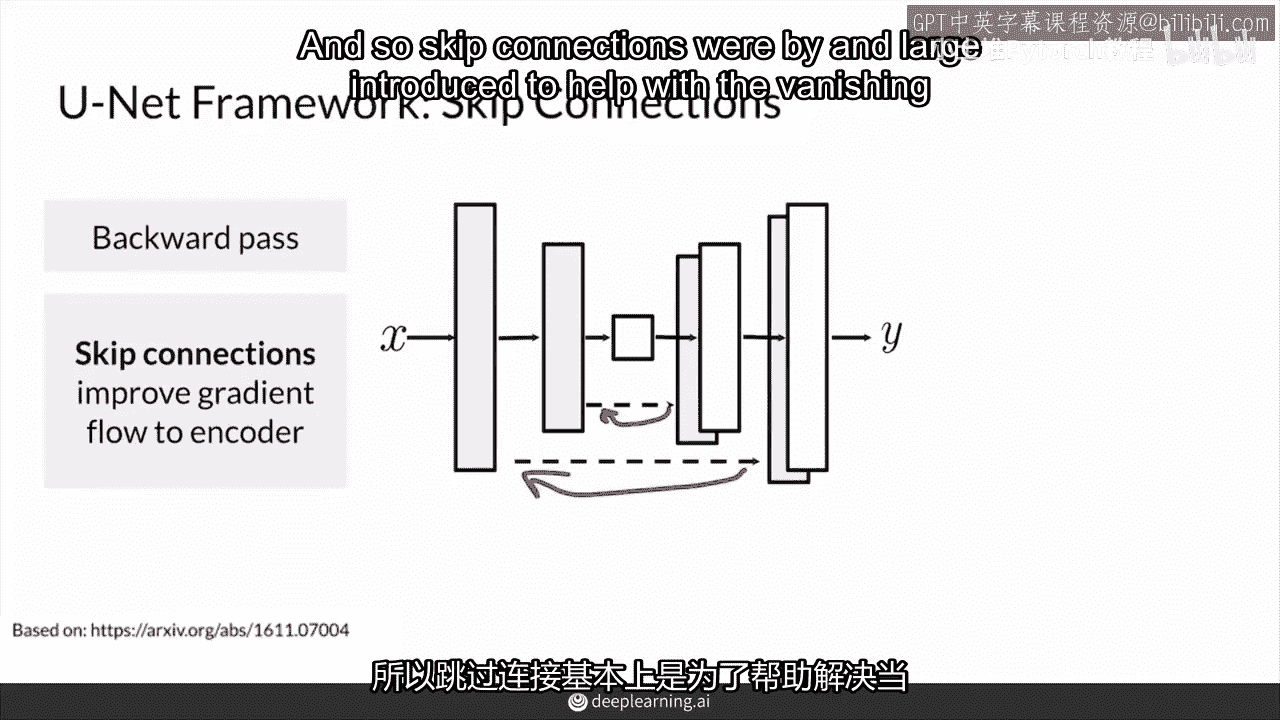 GPT中英字幕课程资源@bilibili.com
And so skip connections were by and large
introduced to help with the vanishing
U-Net Framework: Skip Connections
Backward pass
Skip connections
improve gradient
flow to encoder
x
y
Based on: https://arxiv.org/abs/1611.07004
所以跳过连接基本上是为了帮助解决当
deeplearning.ai